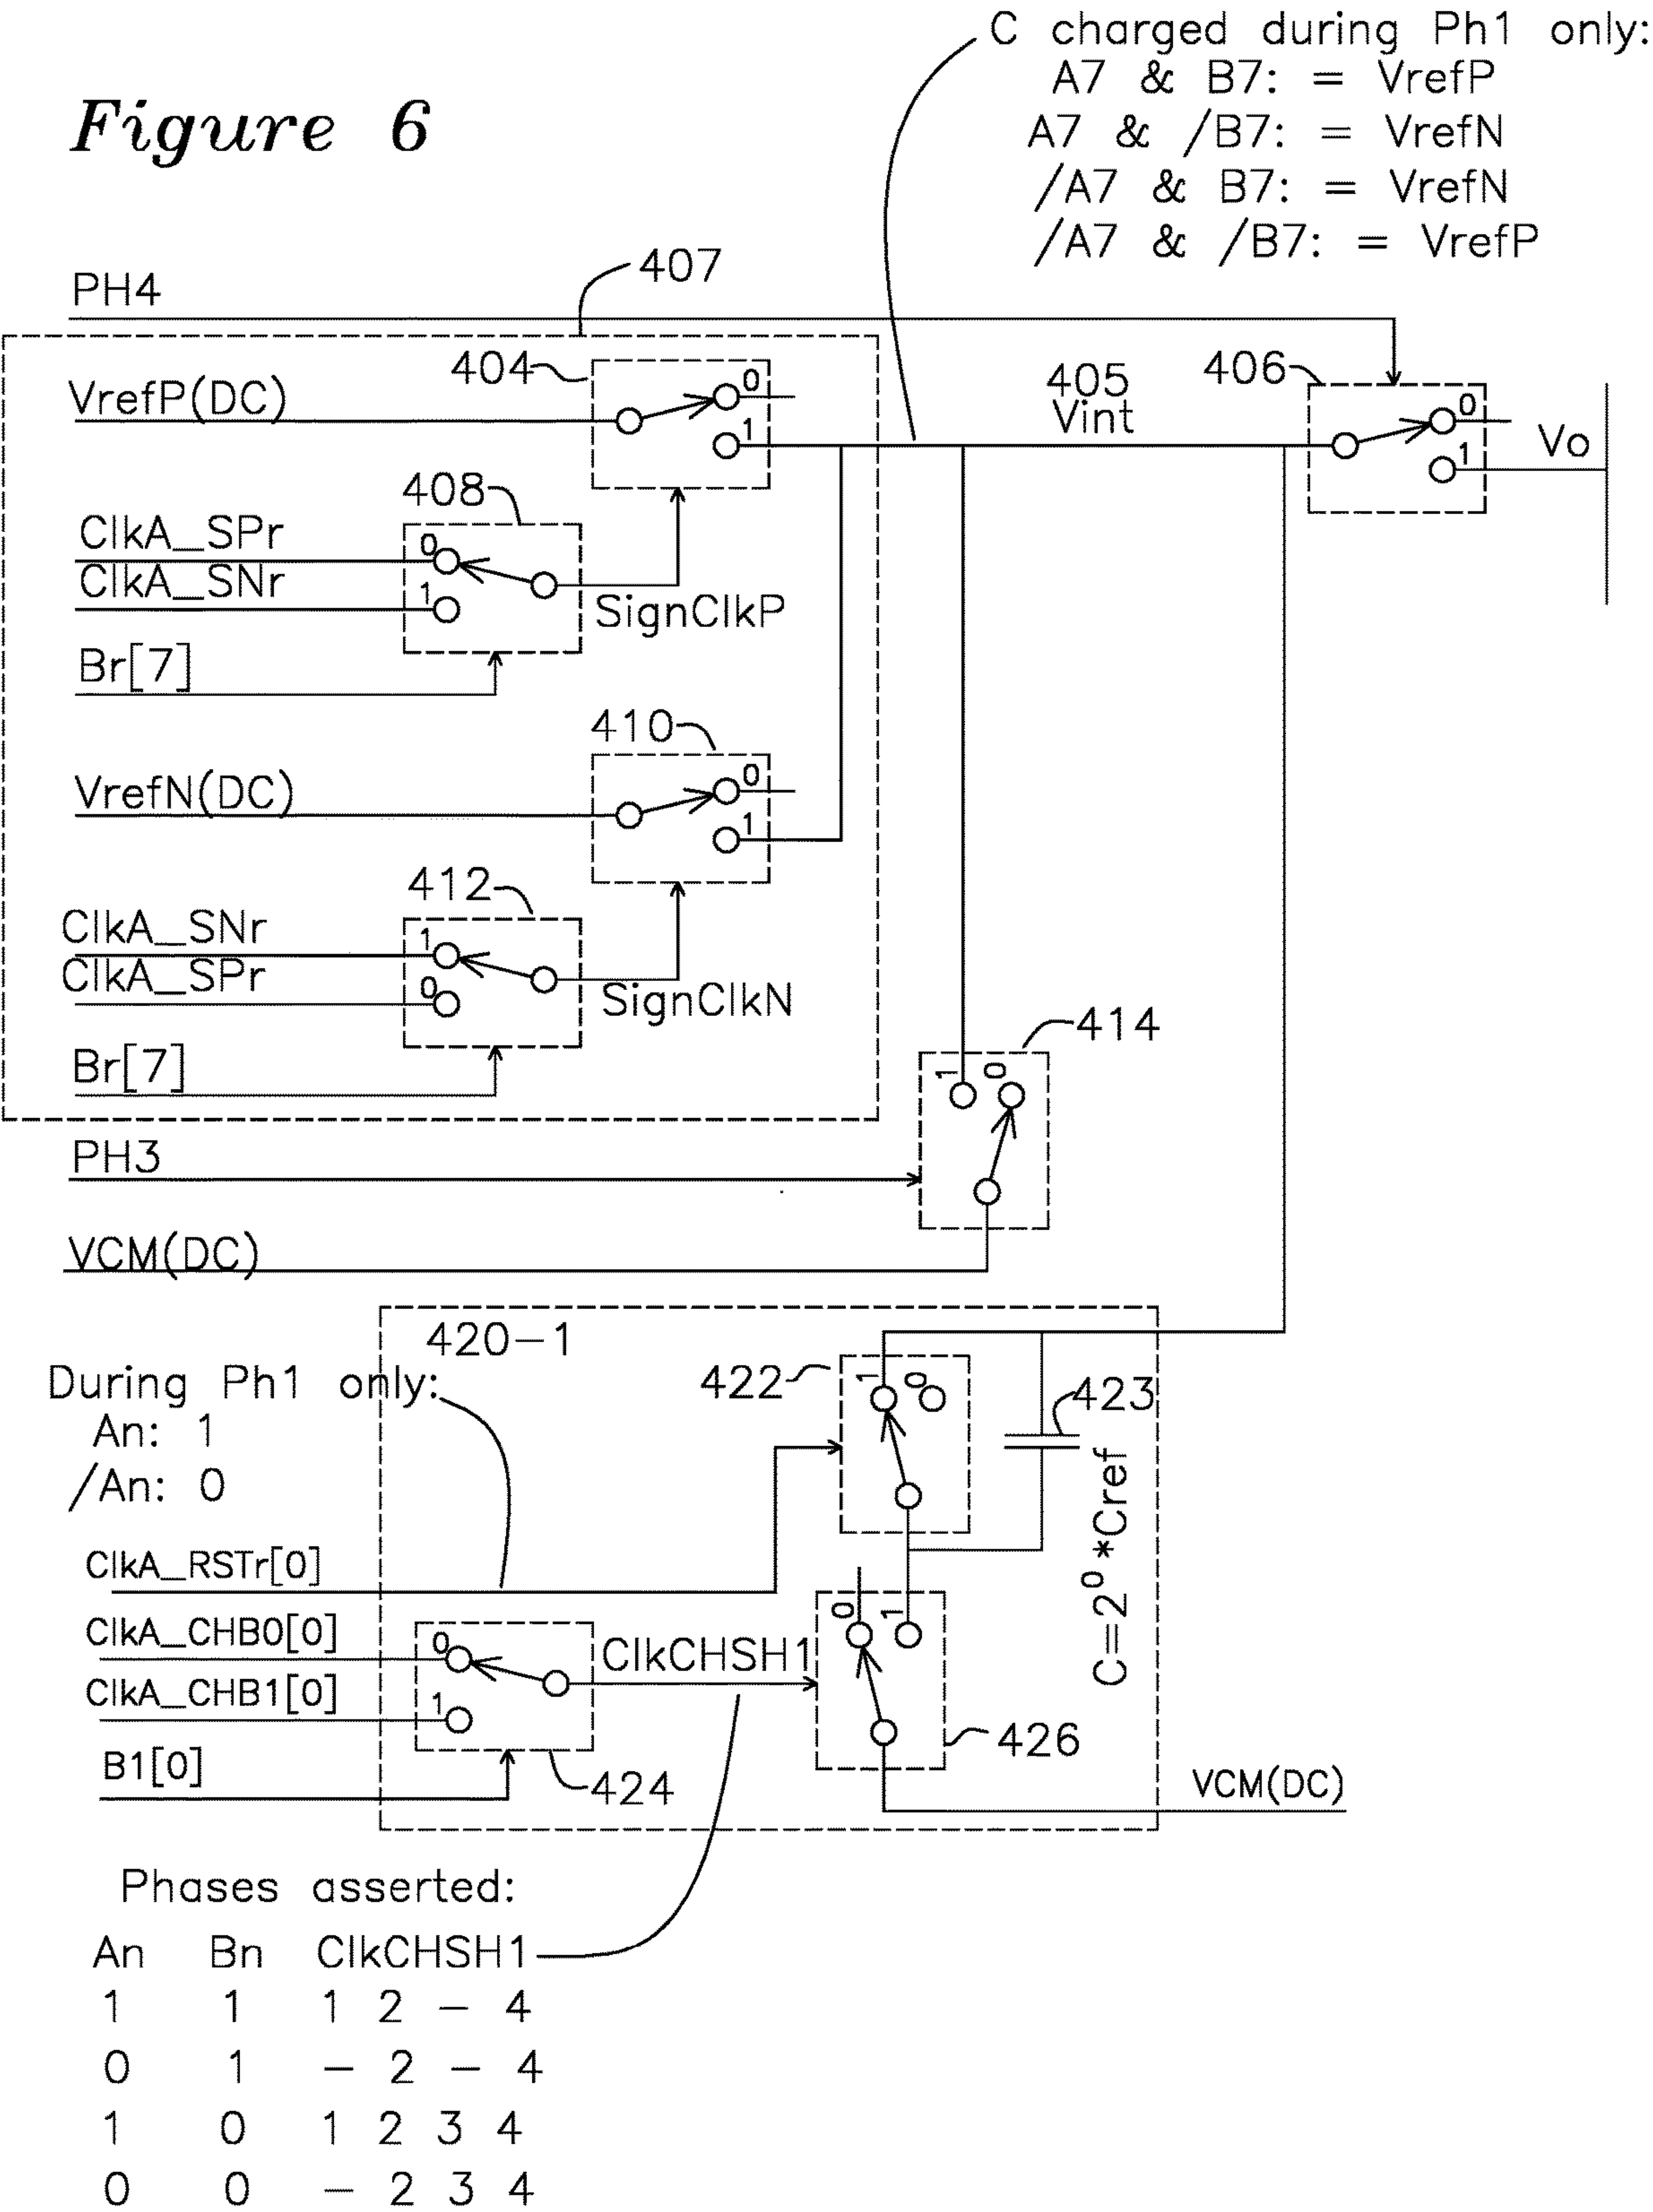 Figure 6
C charged during Ph1 only:
A7 & B7: = VrefP
A7 & /B7: = VrefN
/A7 & B7: = VrefN
/A7 & /B7: = VrefP
PH4
407
VrefP(DC)
404
0
1
405
Vint
406
0
1
Vo
408
ClkA_SPr
0
ClkA_SNr
1
SignClkP
Br[7]
410
VrefN(DC)
0
1
412
ClkA_SNr
1
ClkA_SPr
0
SignClkN
Br[7]
414
1
0
PH3
VCM(DC)
420-1
During Ph1 only:
An: 1
/An: 0
422
1
0
423
C=2⁰*Cref
ClkA_RSTr[0]
ClkA_CHB0[0]
0
ClkA_CHB1[0]
1
ClkCHSH1
0
1
B1[0]
424
426
VCM(DC)
Phases asserted:
An Bn ClkCHSH1
1 1 1 2 – 4
0 1 – 2 – 4
1 0 1 2 3 4
0 0 – 2 3 4